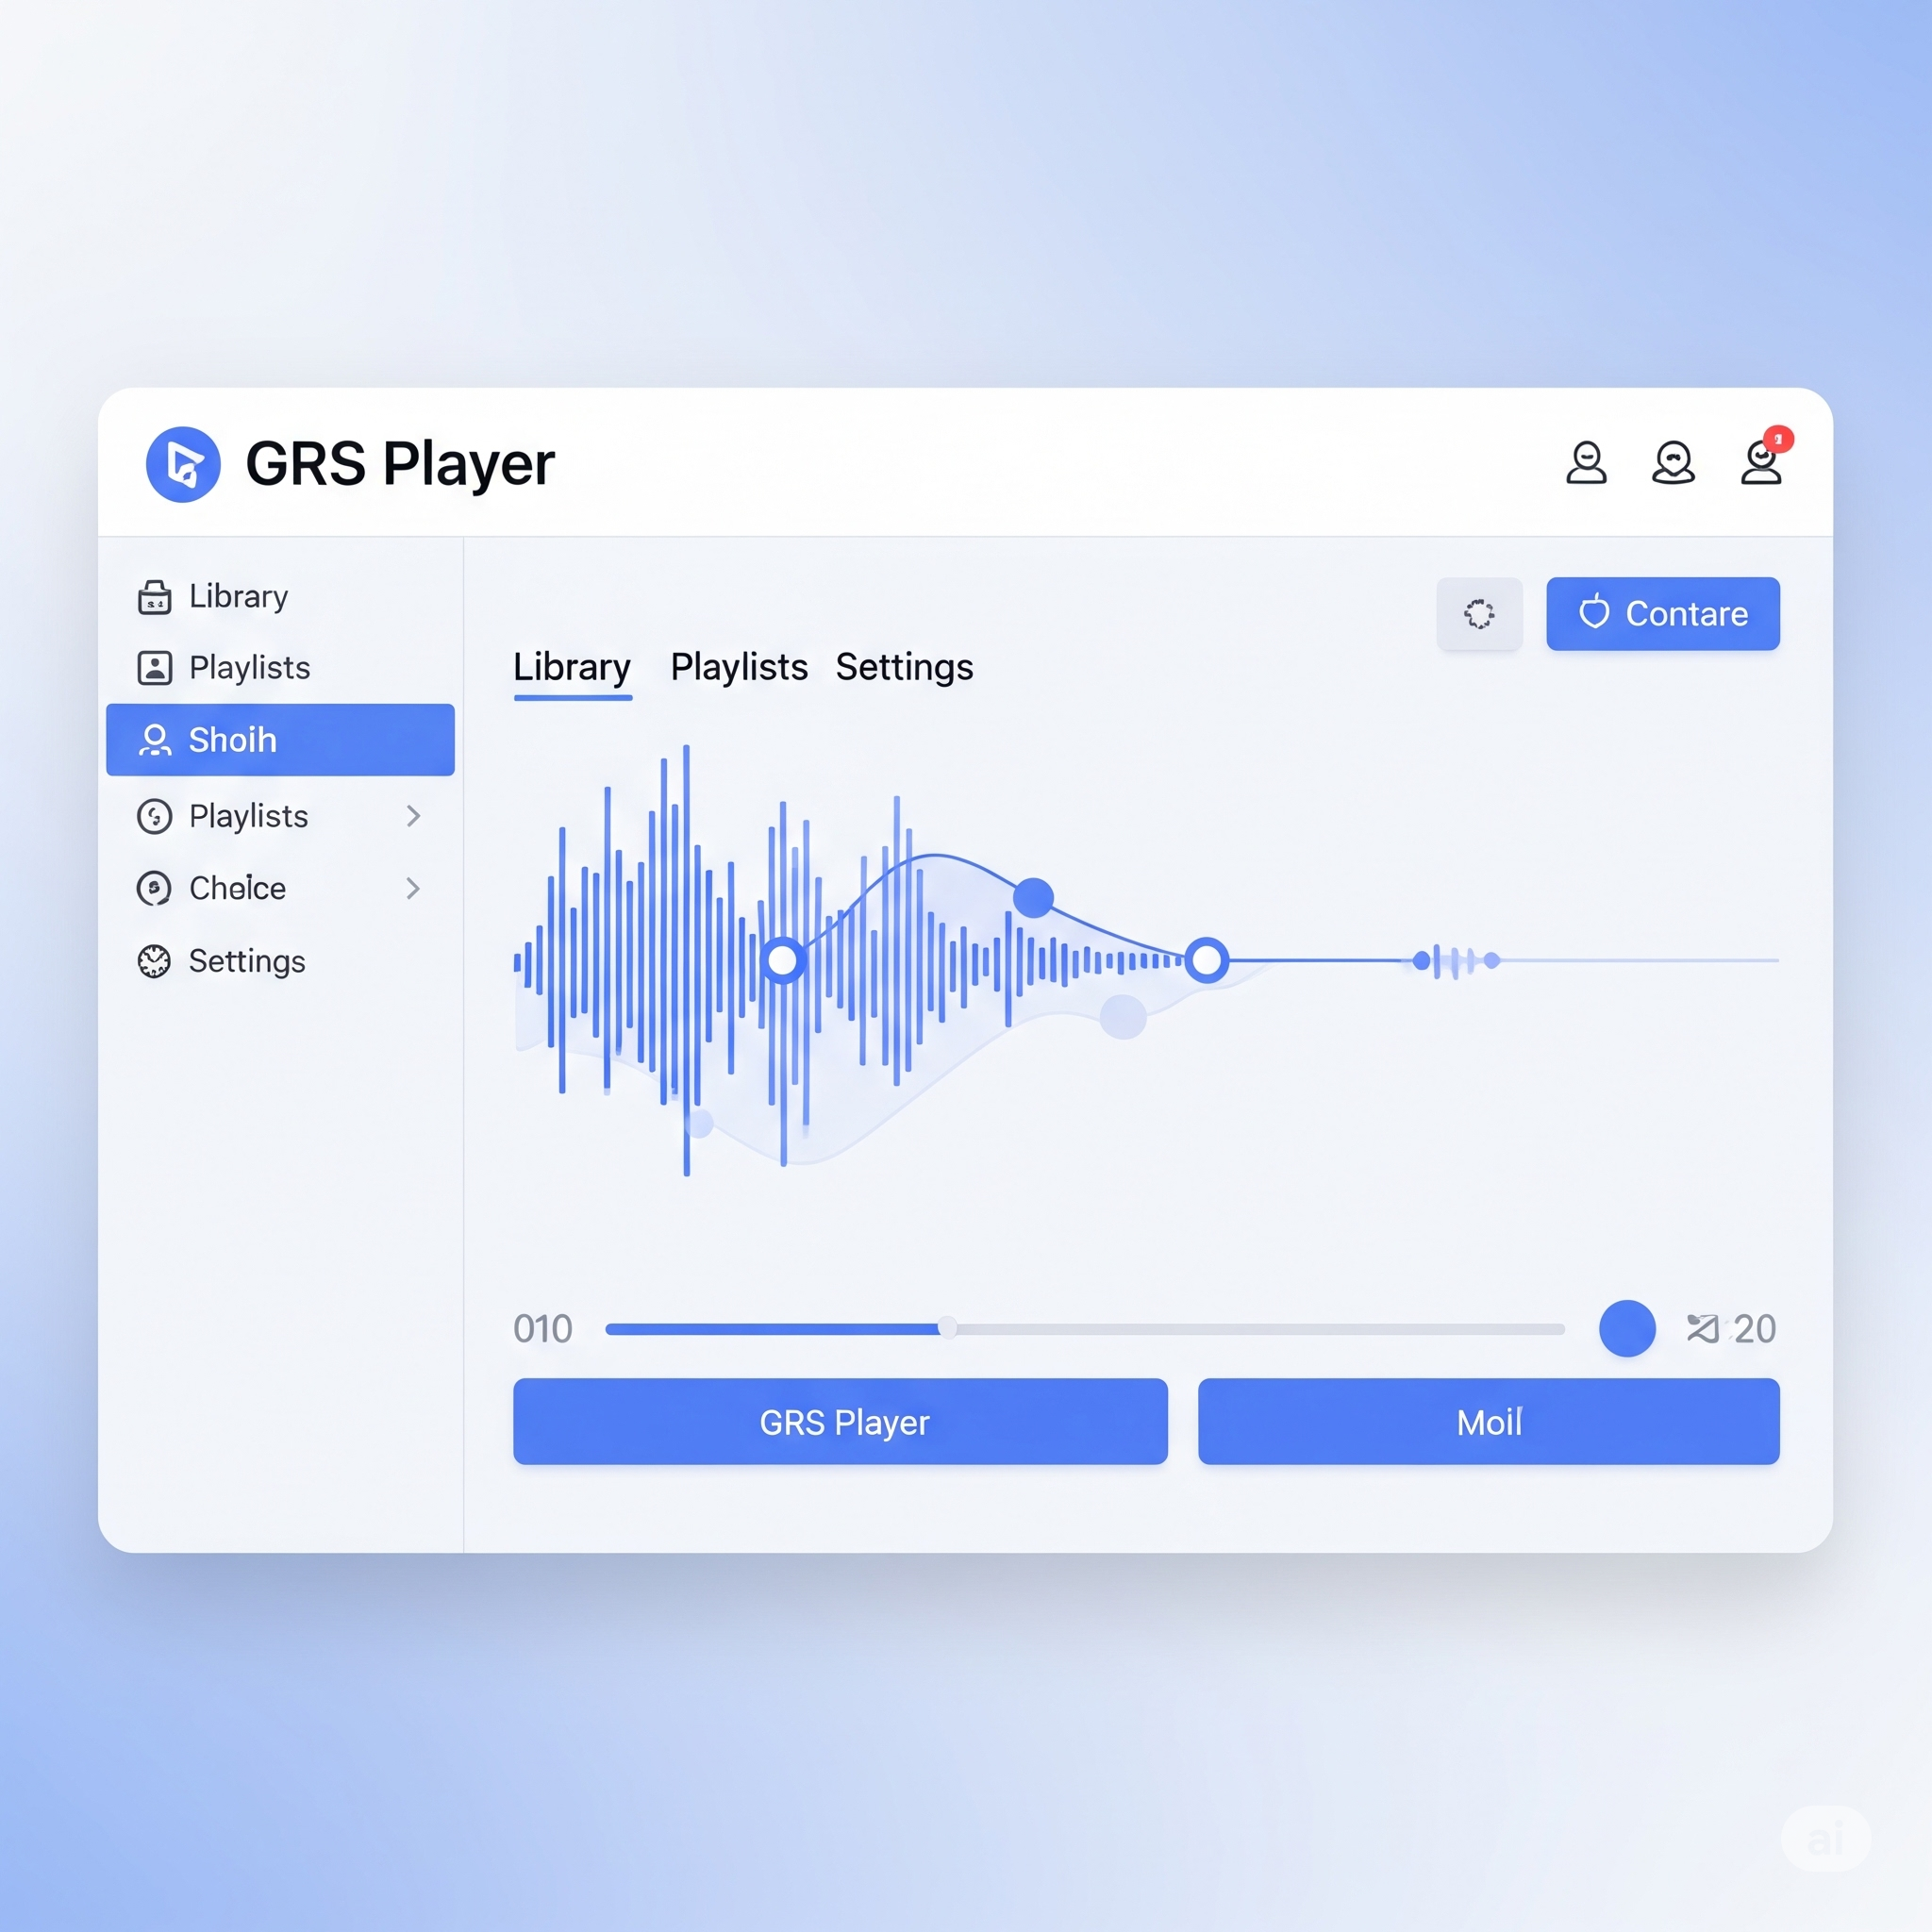 GRS Player
Library
Playlists
Shoih
Playlists
Choice
Settings
Contare
Library Playlists Settings
010
20
GRS Player
Moil
ai